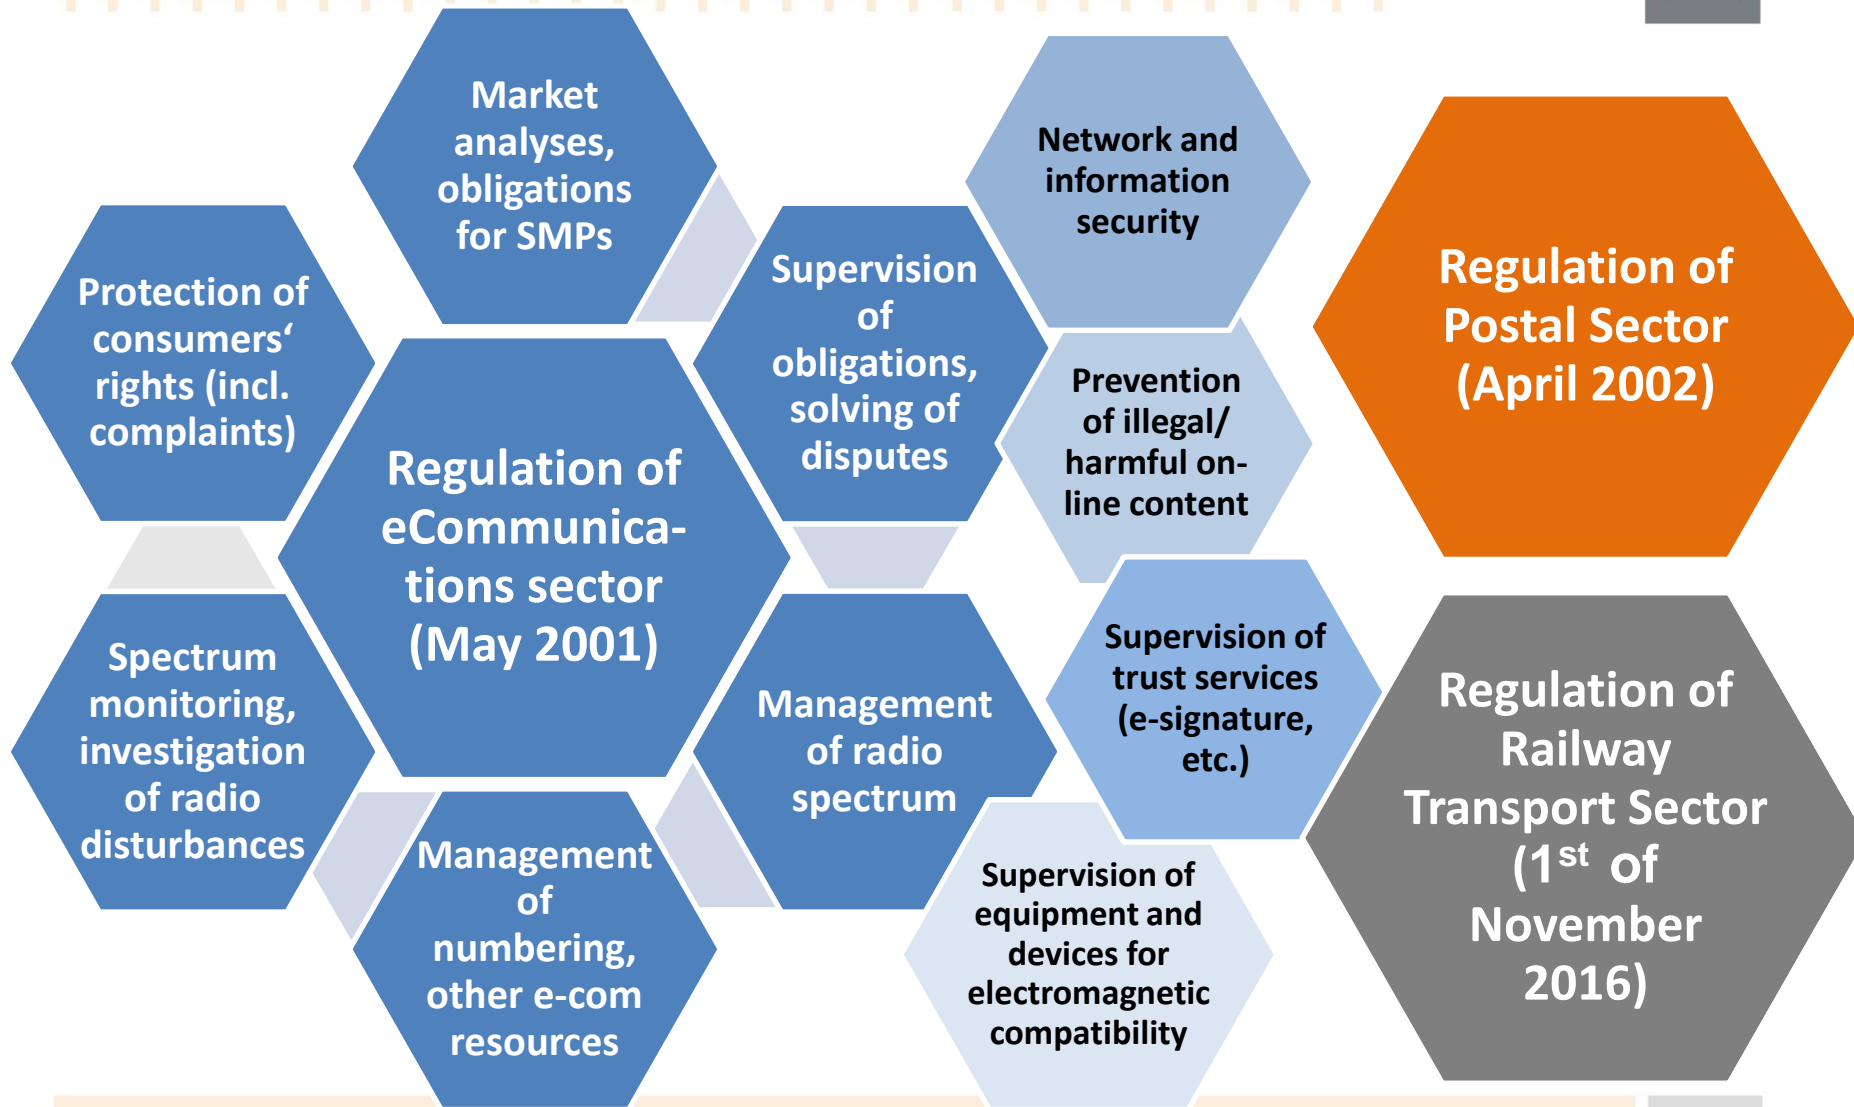 Market
analyses,
obligations
for SMPs
Protection of
consumers‘
rights (incl.
complaints)
Supervision
of
obligations,
solving of
disputes
Regulation of
eCommunica-
tions sector
(May 2001)
Spectrum
monitoring,
investigation
of radio
disturbances
Management
of radio
spectrum
Management
of
numbering,
other e-com
resources
Network and
information
security
Prevention
of illegal/
harmful on-
line content
Supervision of
trust services
(e-signature,
etc.)
Supervision of
equipment and
devices for
electromagnetic
compatibility
Regulation of
Postal Sector
(April 2002)
Regulation of
Railway
Transport Sector
(1st of
November
2016)